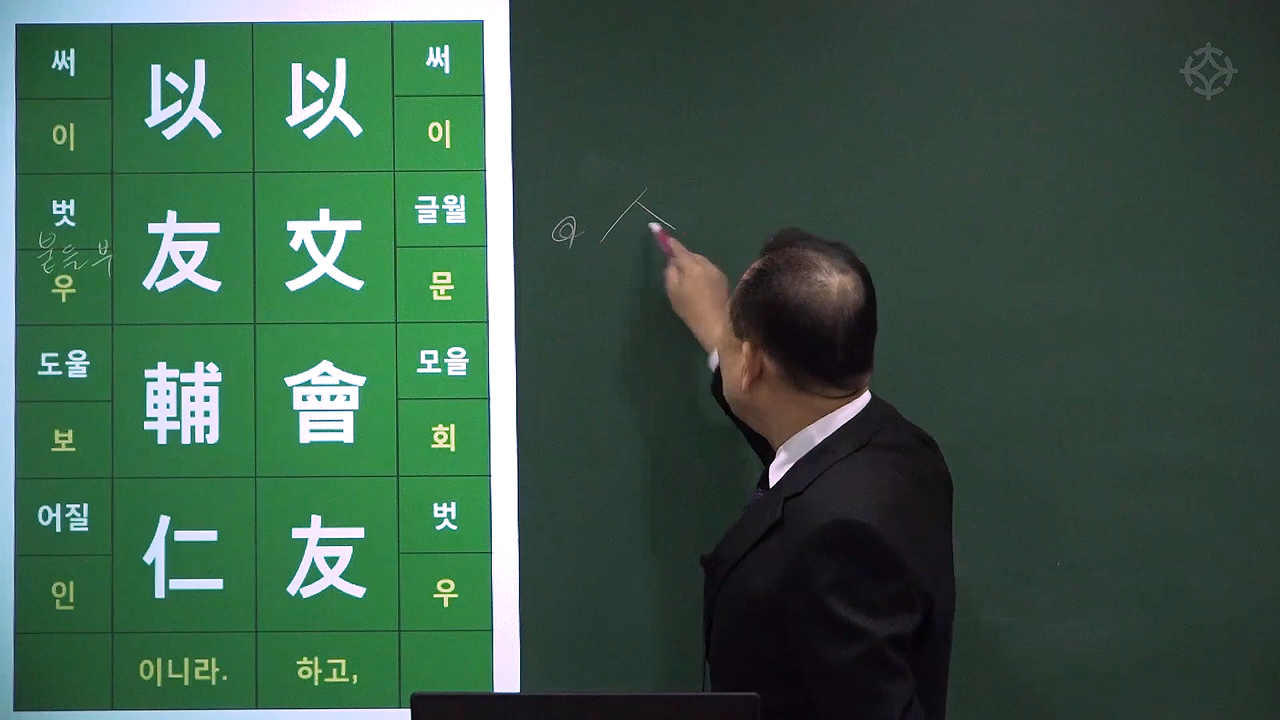 以文會友
하고,
써 이
글월 문
모을 회
벗 우
以友輔仁
이니라.
써 이
벗 우
도울 보
어질 인
붙들 부